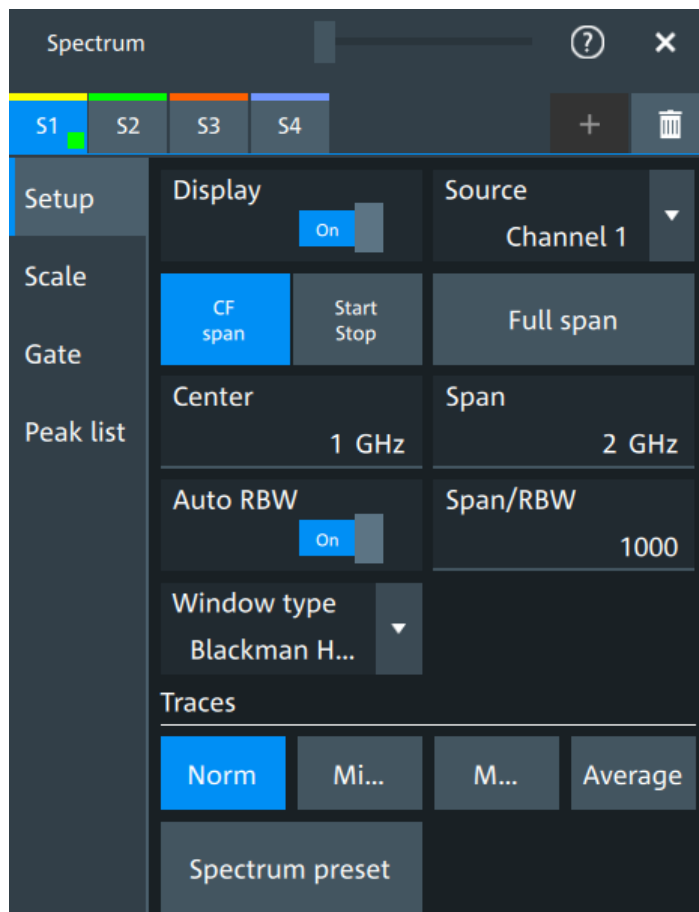 Spectrum
?
S1 S2 S3 S4 +
Setup
Scale
Gate
Peak list
Display
On
Source
Channel 1
CF
span
Start
Stop
Full span
Center
1 GHz
Span
2 GHz
Auto RBW
On
Span/RBW
1000
Window type
Blackman H...
Traces
Norm
Mi...
M...
Average
Spectrum preset